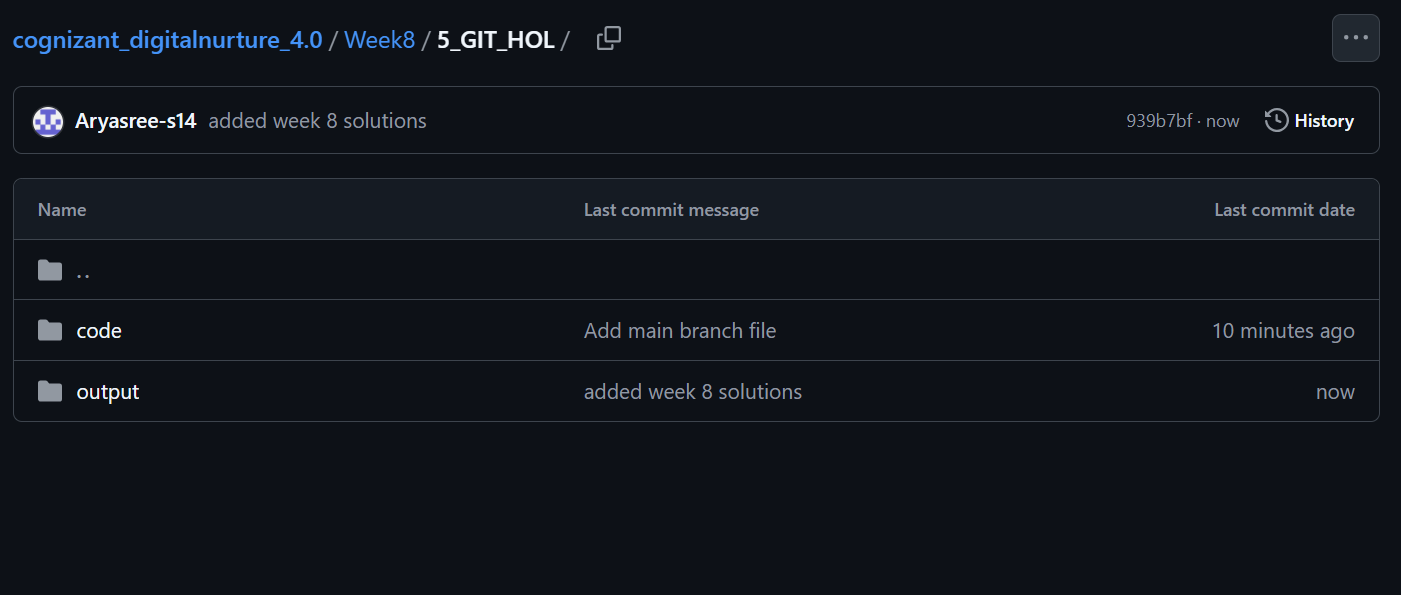 cognizant_digitalnurture_4.0 / Week8 / 5_GIT_HOL /
Aryasree-s14 added week 8 solutions 939b7bf · now History
Name Last commit message Last commit date
..
code Add main branch file 10 minutes ago
output added week 8 solutions now